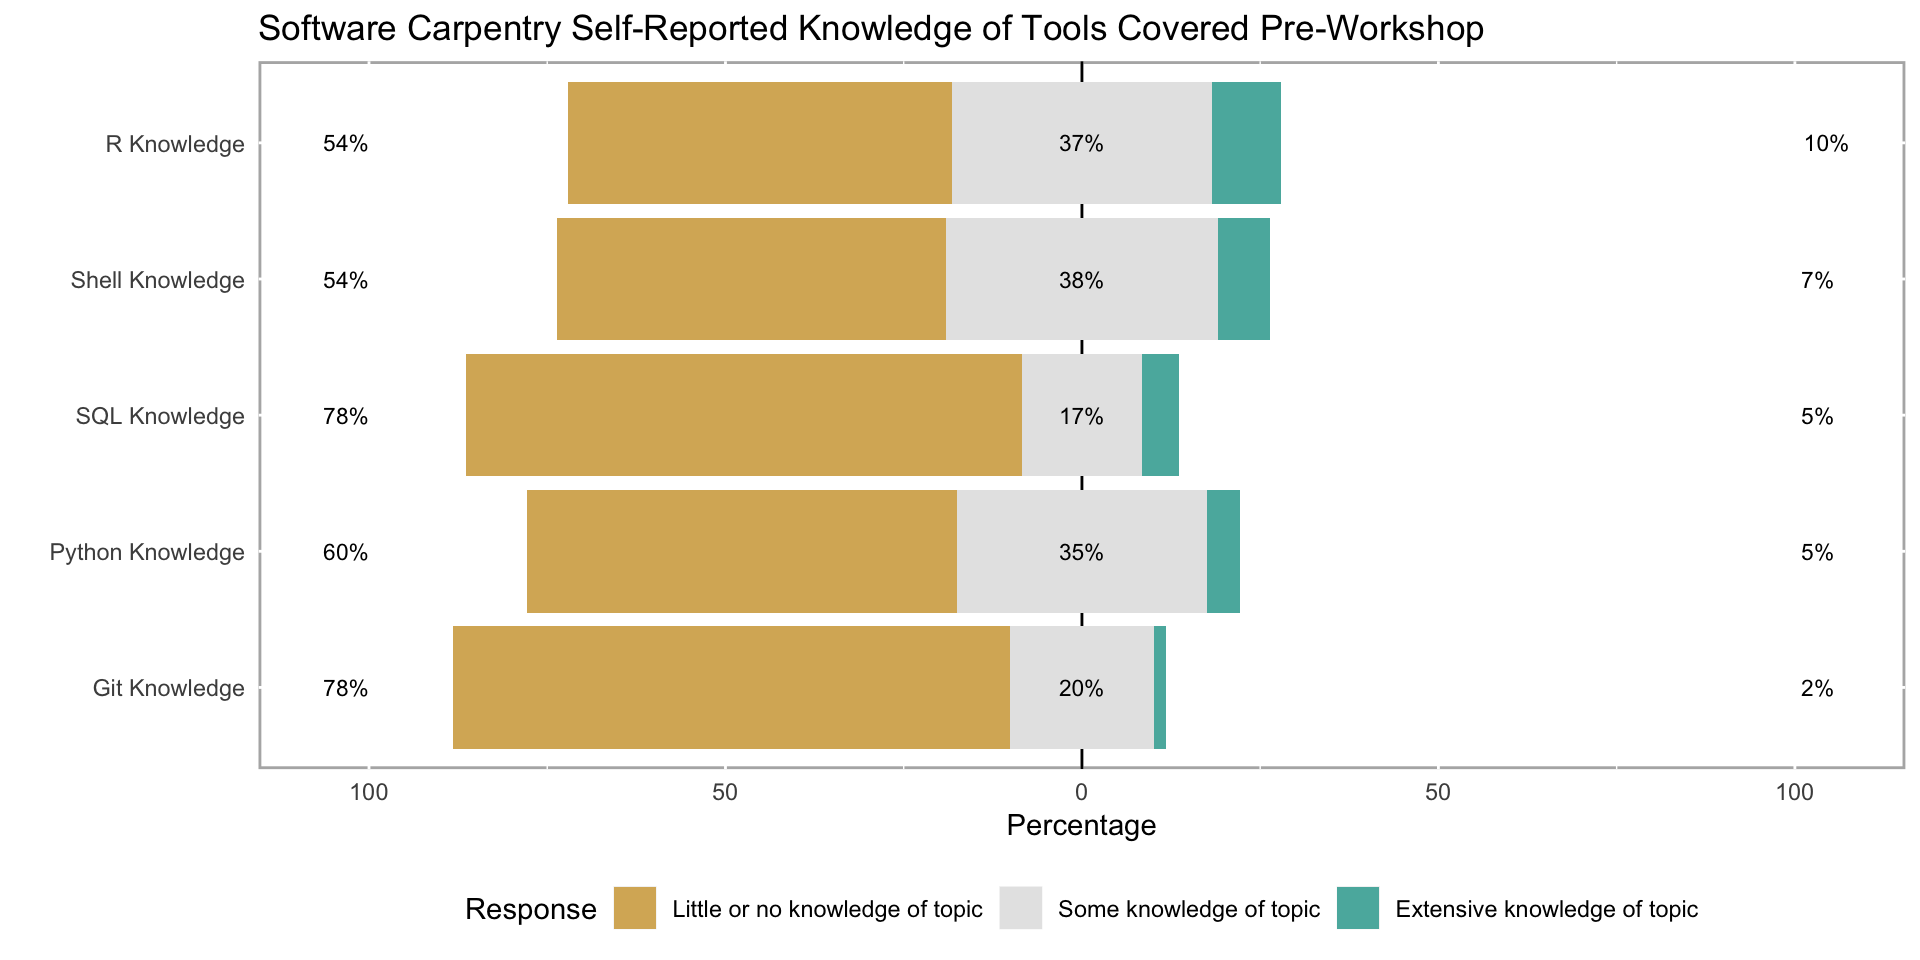 Software Carpentry Self-Reported Knowledge of Tools Covered Pre-Workshop
R Knowledge 54% 37% 10%
Shell Knowledge 54% 38% 7%
SQL Knowledge 78% 17% 5%
Python Knowledge 60% 35% 5%
Git Knowledge 78% 20% 2%
100 50 0 50 100
Percentage
Response Little or no knowledge of topic Some knowledge of topic Extensive knowledge of topic